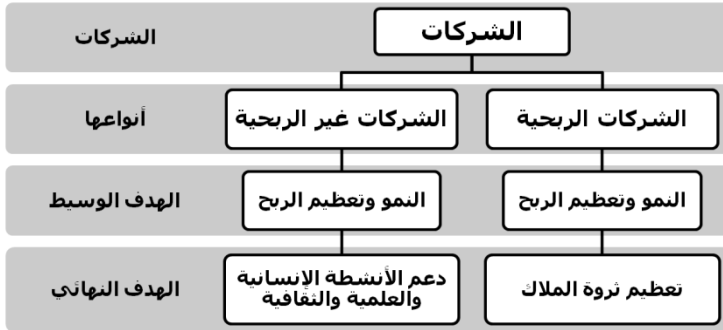 الشركات
الشركات
أنواعها
الشركات الربحية
الشركات غير الربحية
الهدف الوسيط
النمو وتعظيم الربح
النمو وتعظيم الربح
الهدف النهائي
تعظيم ثروة الملاك
دعم الأنشطة الإنسانية
والعلمية والثقافية